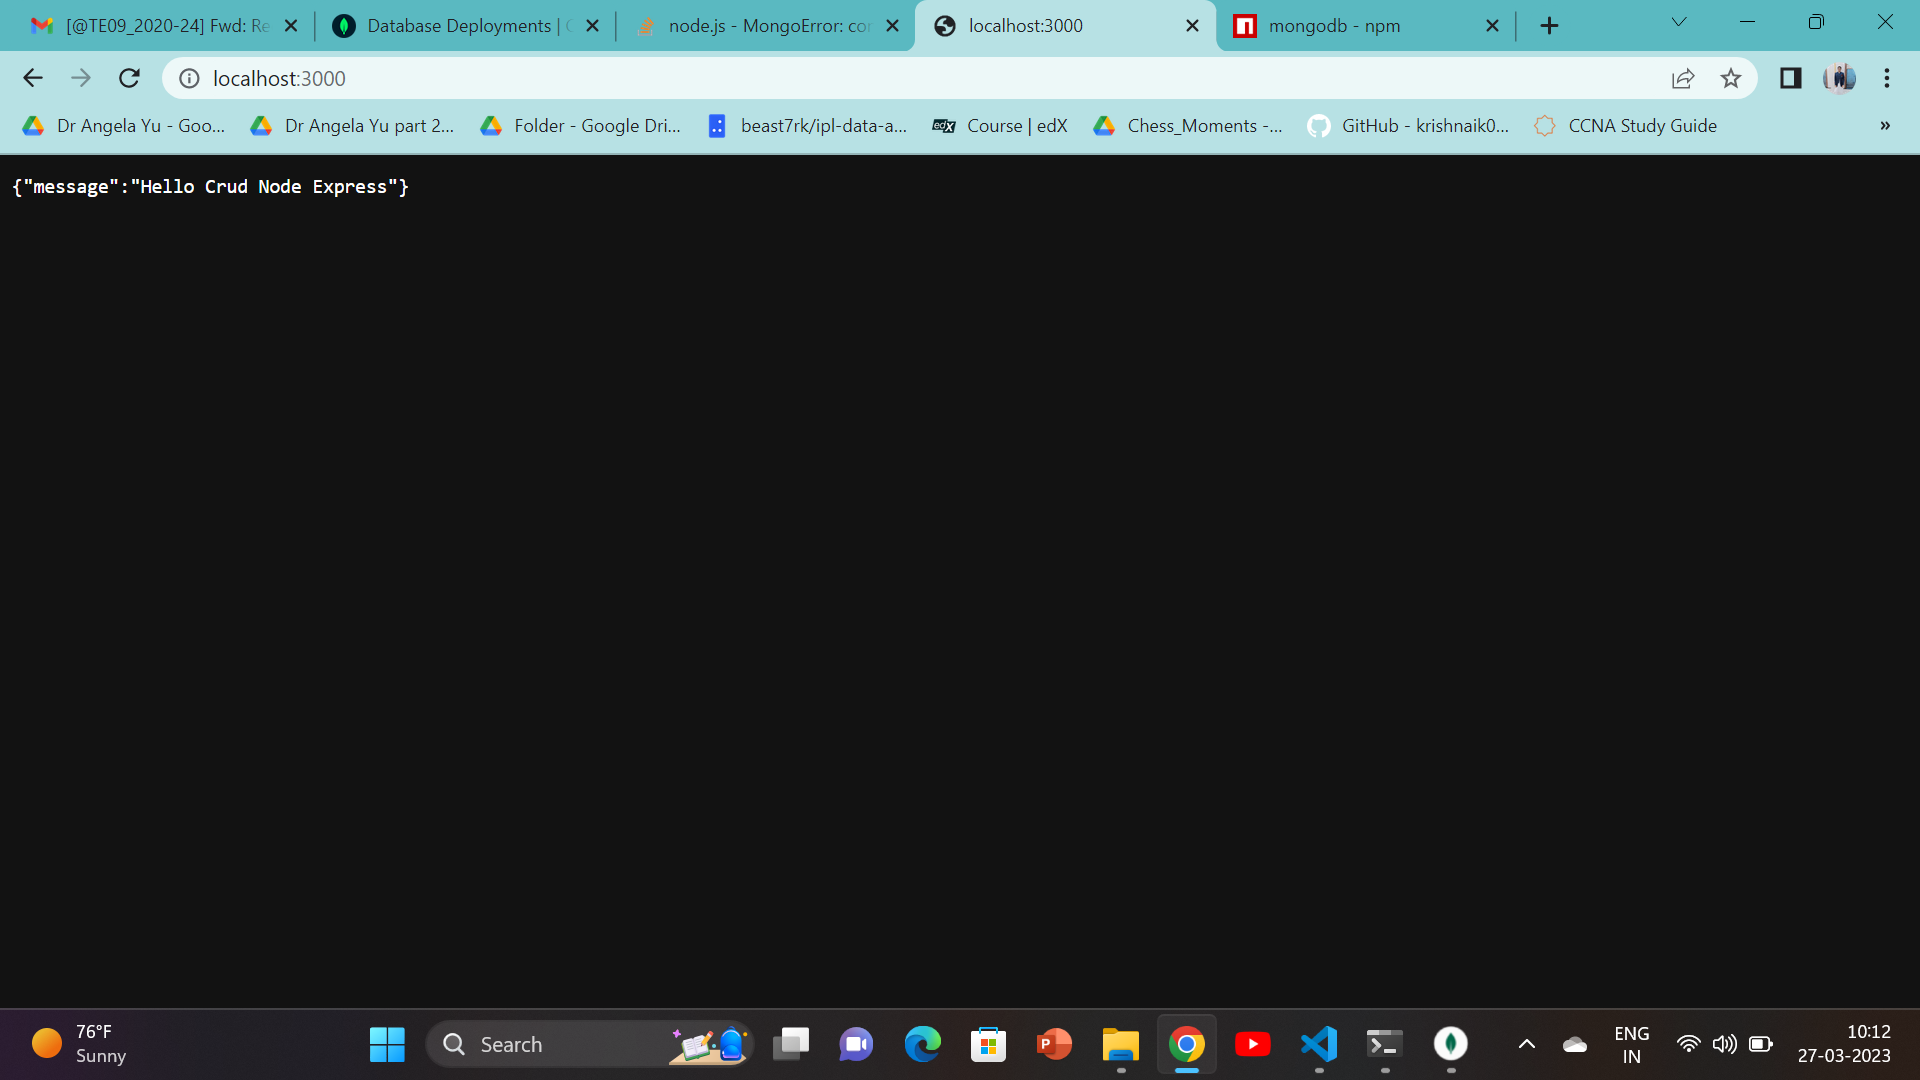 [@TE09_2020-24] Fwd: Re
Database Deployments |
node.js - MongoError: cor
localhost:3000
mongodb - npm
localhost:3000
Dr Angela Yu - Goo...
Dr Angela Yu part 2...
Folder - Google Dri...
beast7rk/ipl-data-a...
edX
Course | edX
Chess_Moments -...
GitHub - krishnaik0...
CCNA Study Guide
»
{"message":"Hello Crud Node Express"}
76°F
Sunny
Search
ENG
IN
10:12
27-03-2023